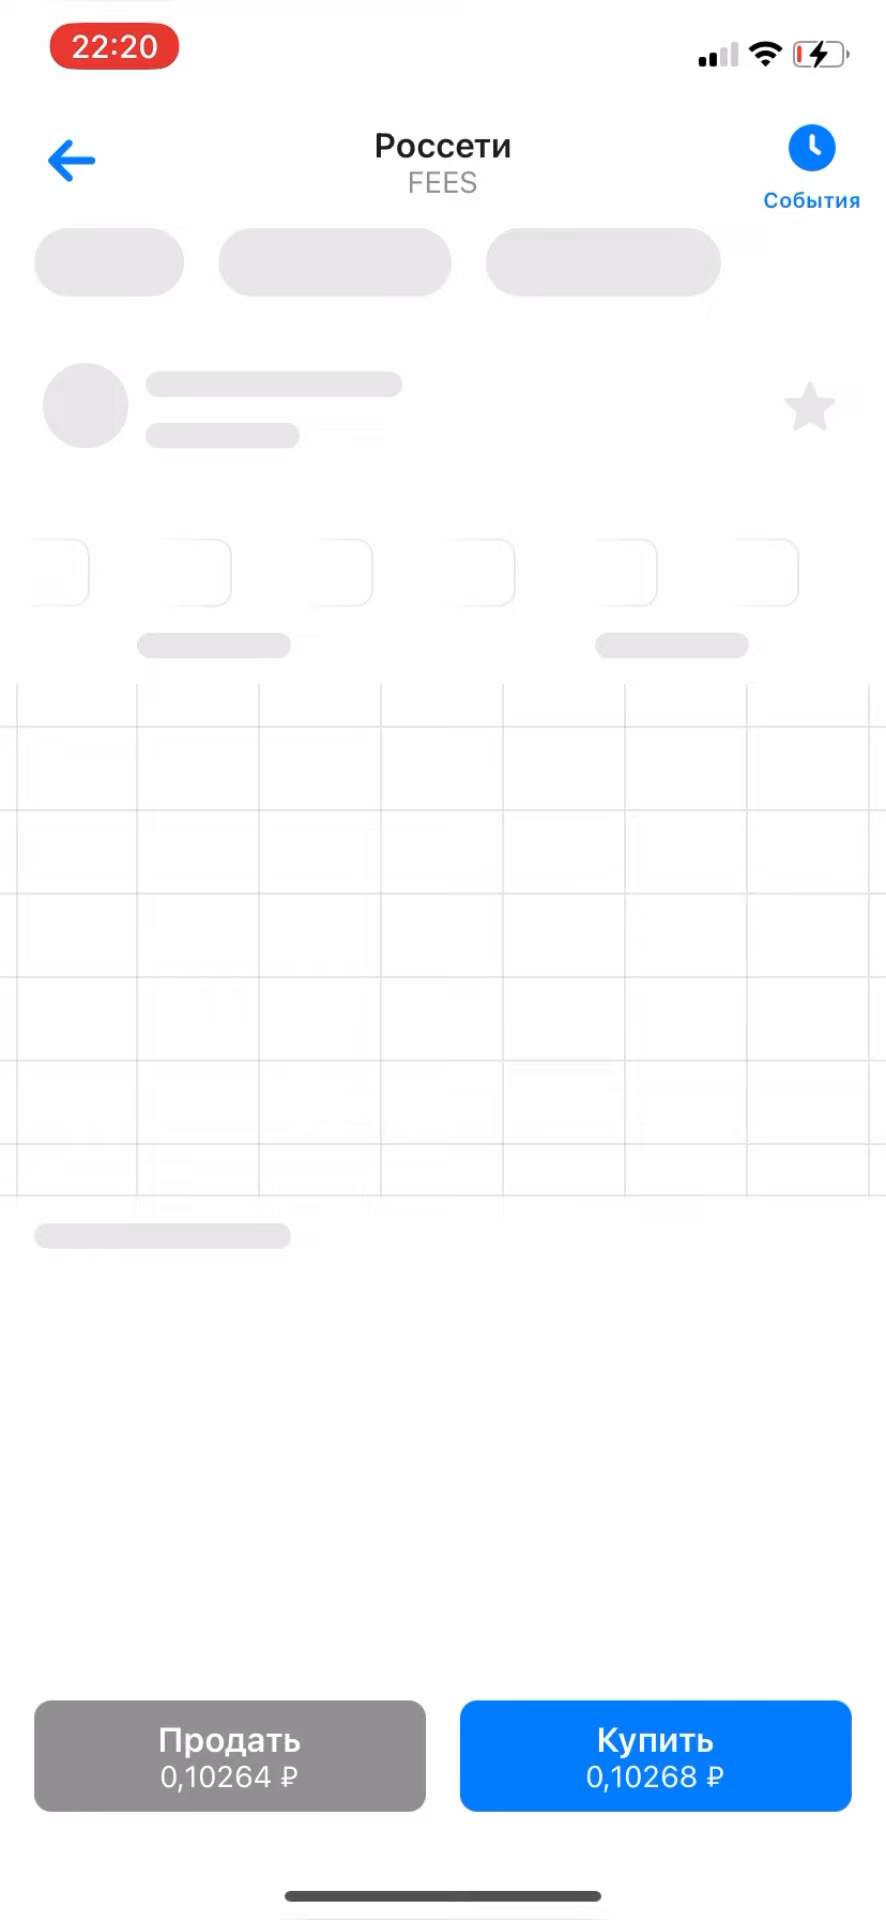 22:20
Россети
FEES
События
Продать
0,10264 ₽
Купить
0,10268 ₽